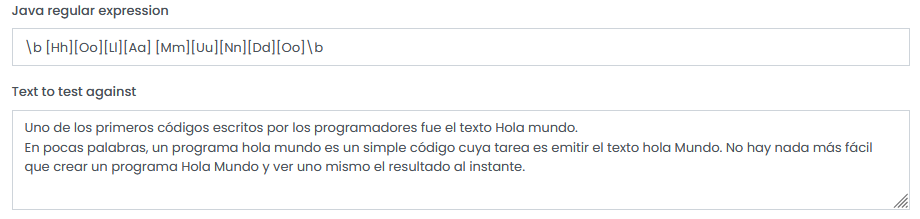 Java regular expression
\b [Hh][Oo][Ll][Aa] [Mm][Uu][Nn][Dd][Oo]\b
Text to test against
Uno de los primeros códigos escritos por los programadores fue el texto Hola mundo.
En pocas palabras, un programa hola mundo es un simple código cuya tarea es emitir el texto hola Mundo. No hay nada más fácil
que crear un programa Hola Mundo y ver uno mismo el resultado al instante.